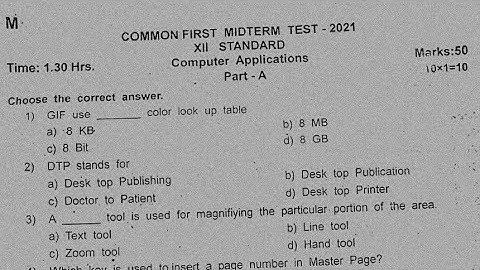 M
COMMON FIRST MIDTERM TEST - 2021
XII STANDARD
Time: 1.30 Hrs. Computer Applications Marks:50
Part - A 10×1=10
Choose the correct answer.
1) GIF use _______ color look up table
a) 8 KB b) 8 MB
c) 8 Bit d) 8 GB
2) DTP stands for
a) Desk top Publishing b) Desk top Publication
c) Doctor to Patient d) Desk top Printer
3) A ______ tool is used for magnifiying the particular portion of the area.
a) Text tool b) Line tool
c) Zoom tool d) Hand tool
4) Which key is used to insert a page number in Master Page?